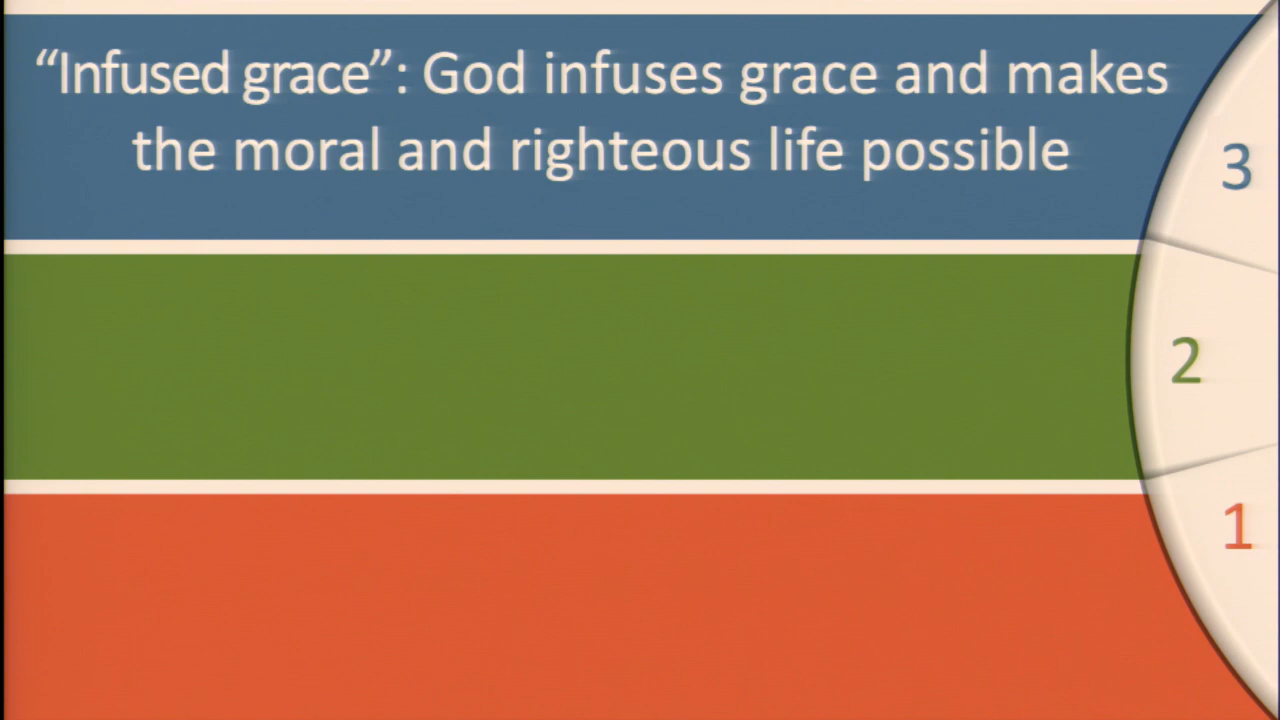 “Infused grace”: God infuses grace and makes
the moral and righteous life possible
3
2
1